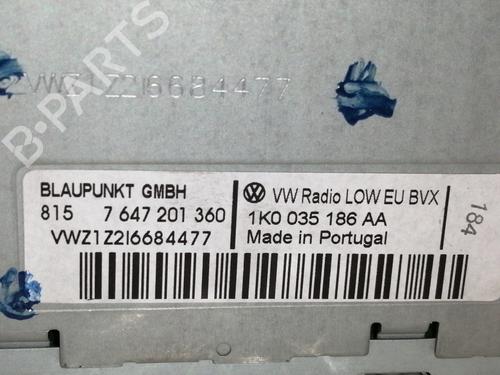 VWZ1Z2I6684477
B-PARTS
BLAUPUNKT GMBH
815 7 647 201 360
VWZ1Z2I6684477
VW Radio LOW EU BVX
1K0 035 186 AA
Made in Portugal
184